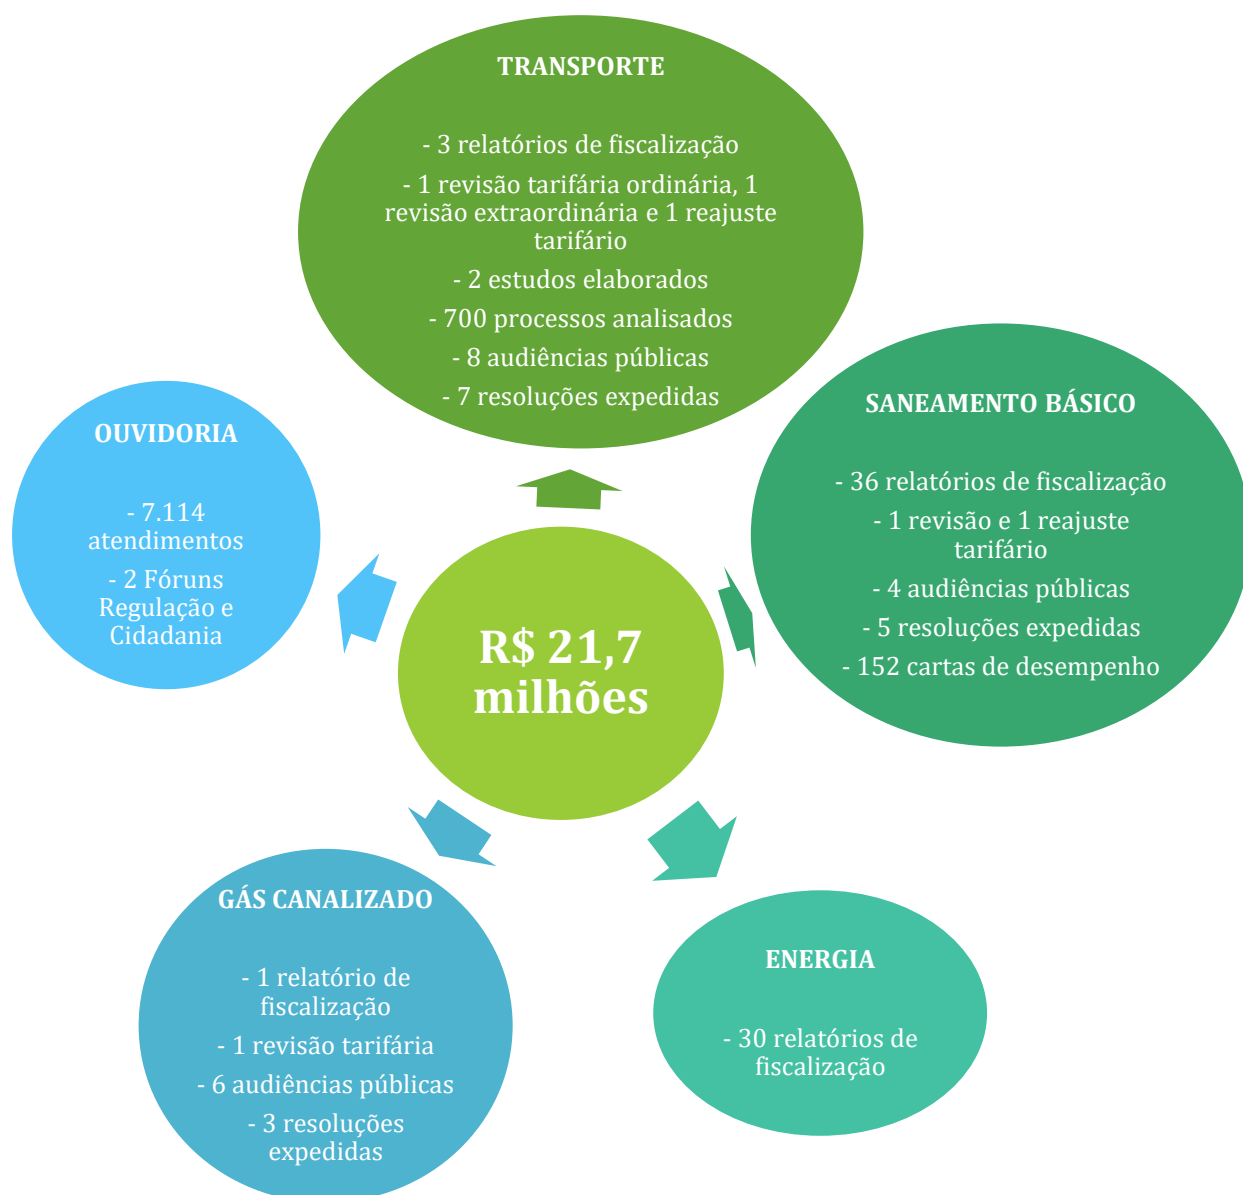 TRANSPORTE
- 3 relatórios de fiscalização
- 1 revisão tarifária ordinária, 1
revisão extraordinária e 1 reajuste
tarifário
- 2 estudos elaborados
- 700 processos analisados
- 8 audiências públicas
- 7 resoluções expedidas
SANEAMENTO BÁSICO
- 36 relatórios de fiscalização
- 1 revisão e 1 reajuste
tarifário
- 4 audiências públicas
- 5 resoluções expedidas
- 152 cartas de desempenho
OUVIDORIA
- 7.114
atendimentos
- 2 Fóruns
Regulação e
Cidadania
R$ 21,7
milhões
GÁS CANALIZADO
- 1 relatório de
fiscalização
- 1 revisão tarifária
- 6 audiências públicas
- 3 resoluções
expedidas
ENERGIA
- 30 relatórios de
fiscalização